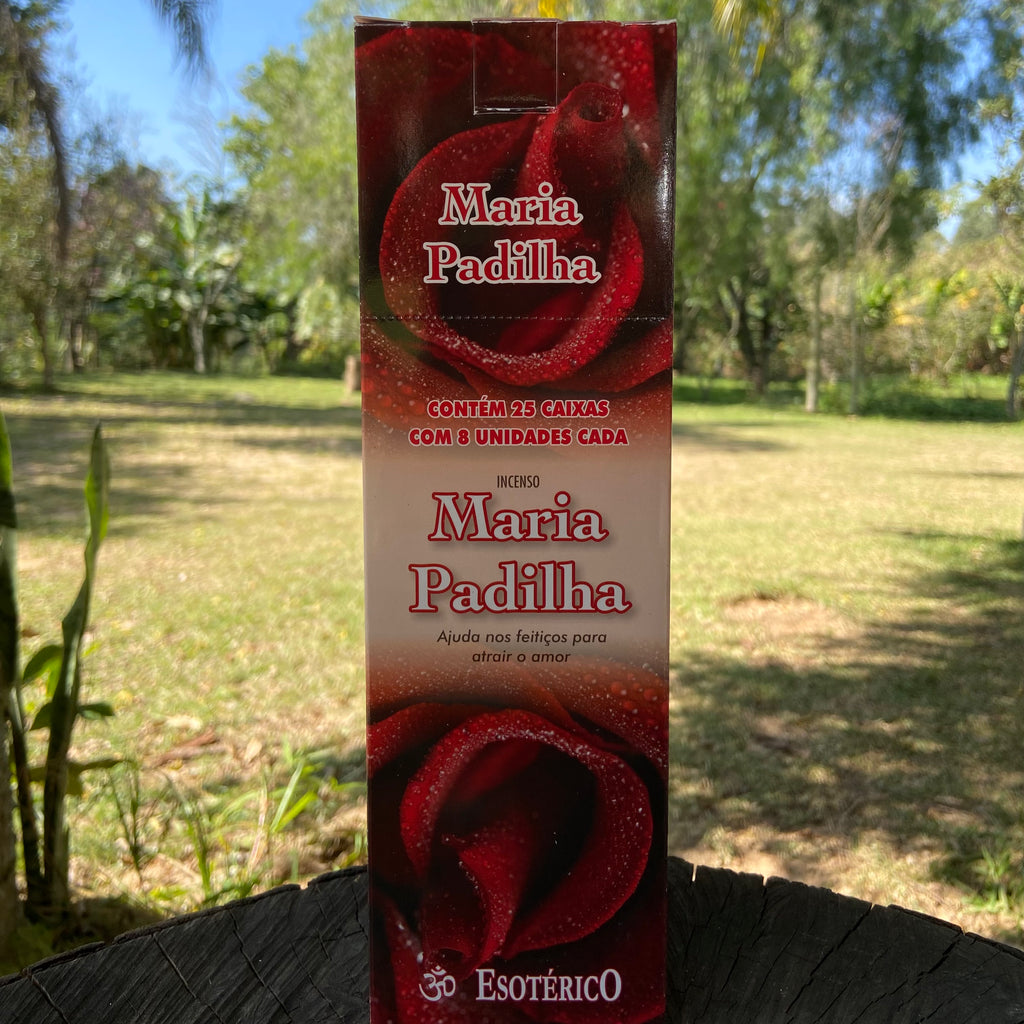 Maria
Padilha
CONTÉM 25 CAIXAS
COM 8 UNIDADES CADA
INCENSO
Maria
Padilha
Ajuda nos feitiços para
atrair o amor
ॐ ESOTÉRICO